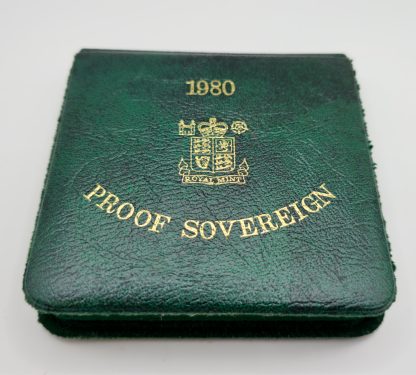 1980
ROYAL MINT
PROOF SOVEREIGN